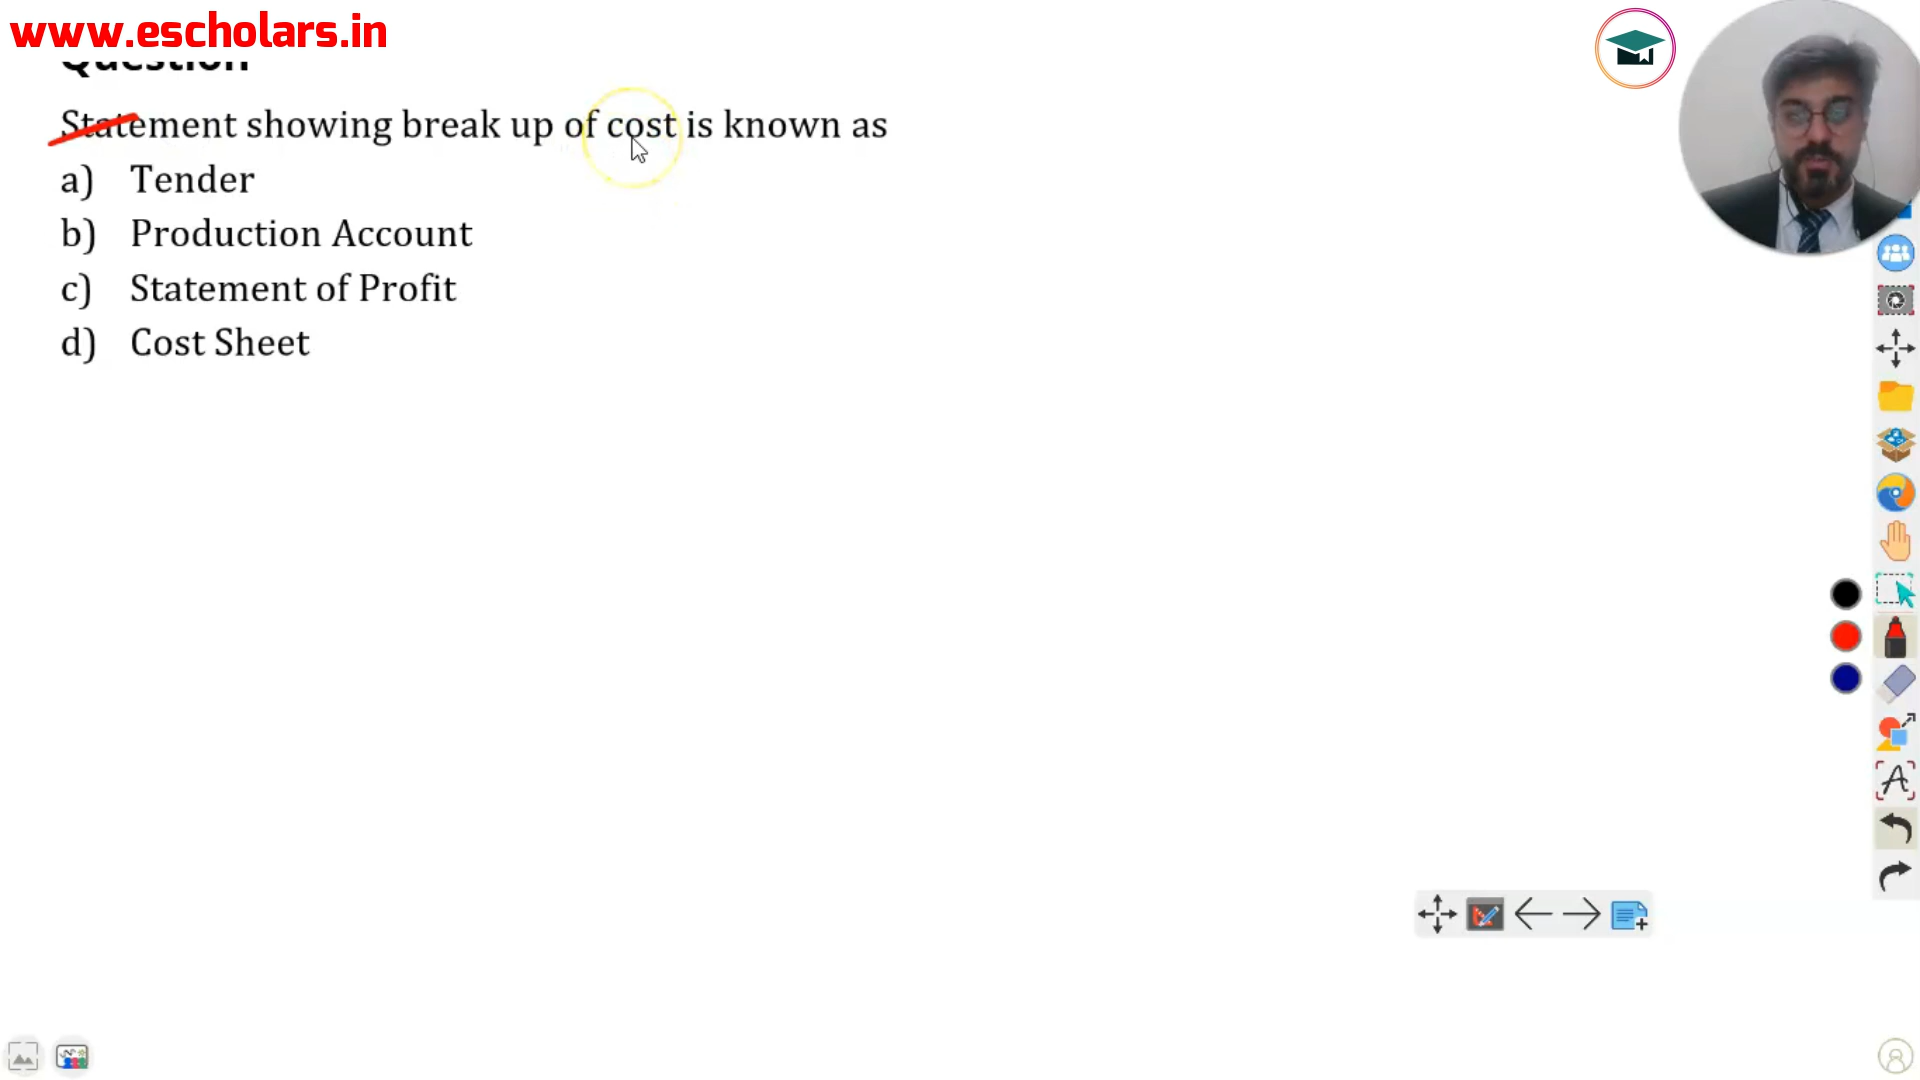 www.escholars.in
Question
Statement showing break up of cost is known as
a) Tender
b) Production Account
c) Statement of Profit
d) Cost Sheet